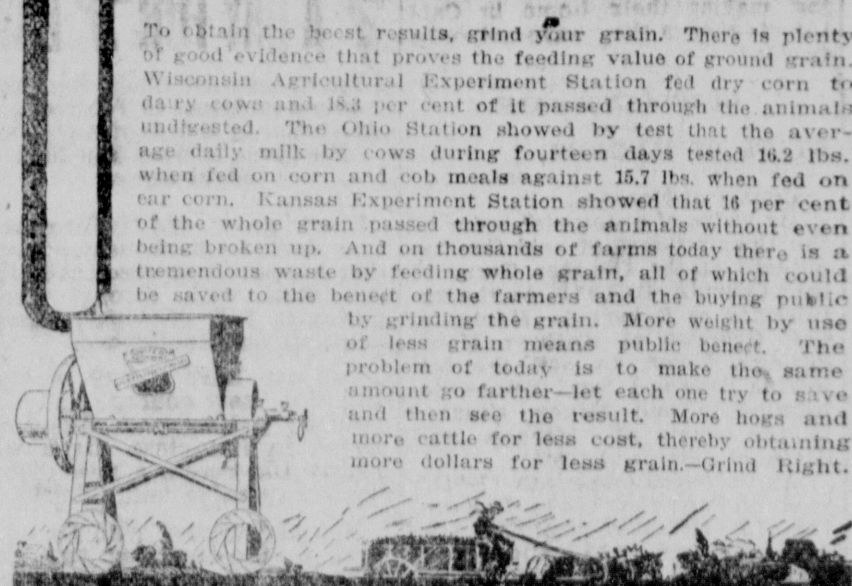 To obtain the beest results, grind your grain. There is plenty
of good evidence that proves the feeding value of ground grain.
Wisconsin Agricultural Experiment Station fed dry corn to
dairy cows and 18.3 per cent of it passed through the animals
undigested. The Ohio Station showed by test that the aver-
age daily milk by cows during fourteen days tested 16.2 lbs.
when fed on corn and cob meals against 15.7 lbs. when fed on
ear corn. Kansas Experiment Station showed that 16 per cent
of the whole grain passed through the animals without even
being broken up. And on thousands of farms today there is a
tremendous waste by feeding whole grain, all of which could
be saved to the benect of the farmers and the buying public
by grinding the grain. More weight by use
of less grain means public benect. The
problem of today is to make the same
amount go farther—let each one try to save
and then see the result. More hogs and
more cattle for less cost, thereby obtaining
more dollars for less grain.—Grind Right.